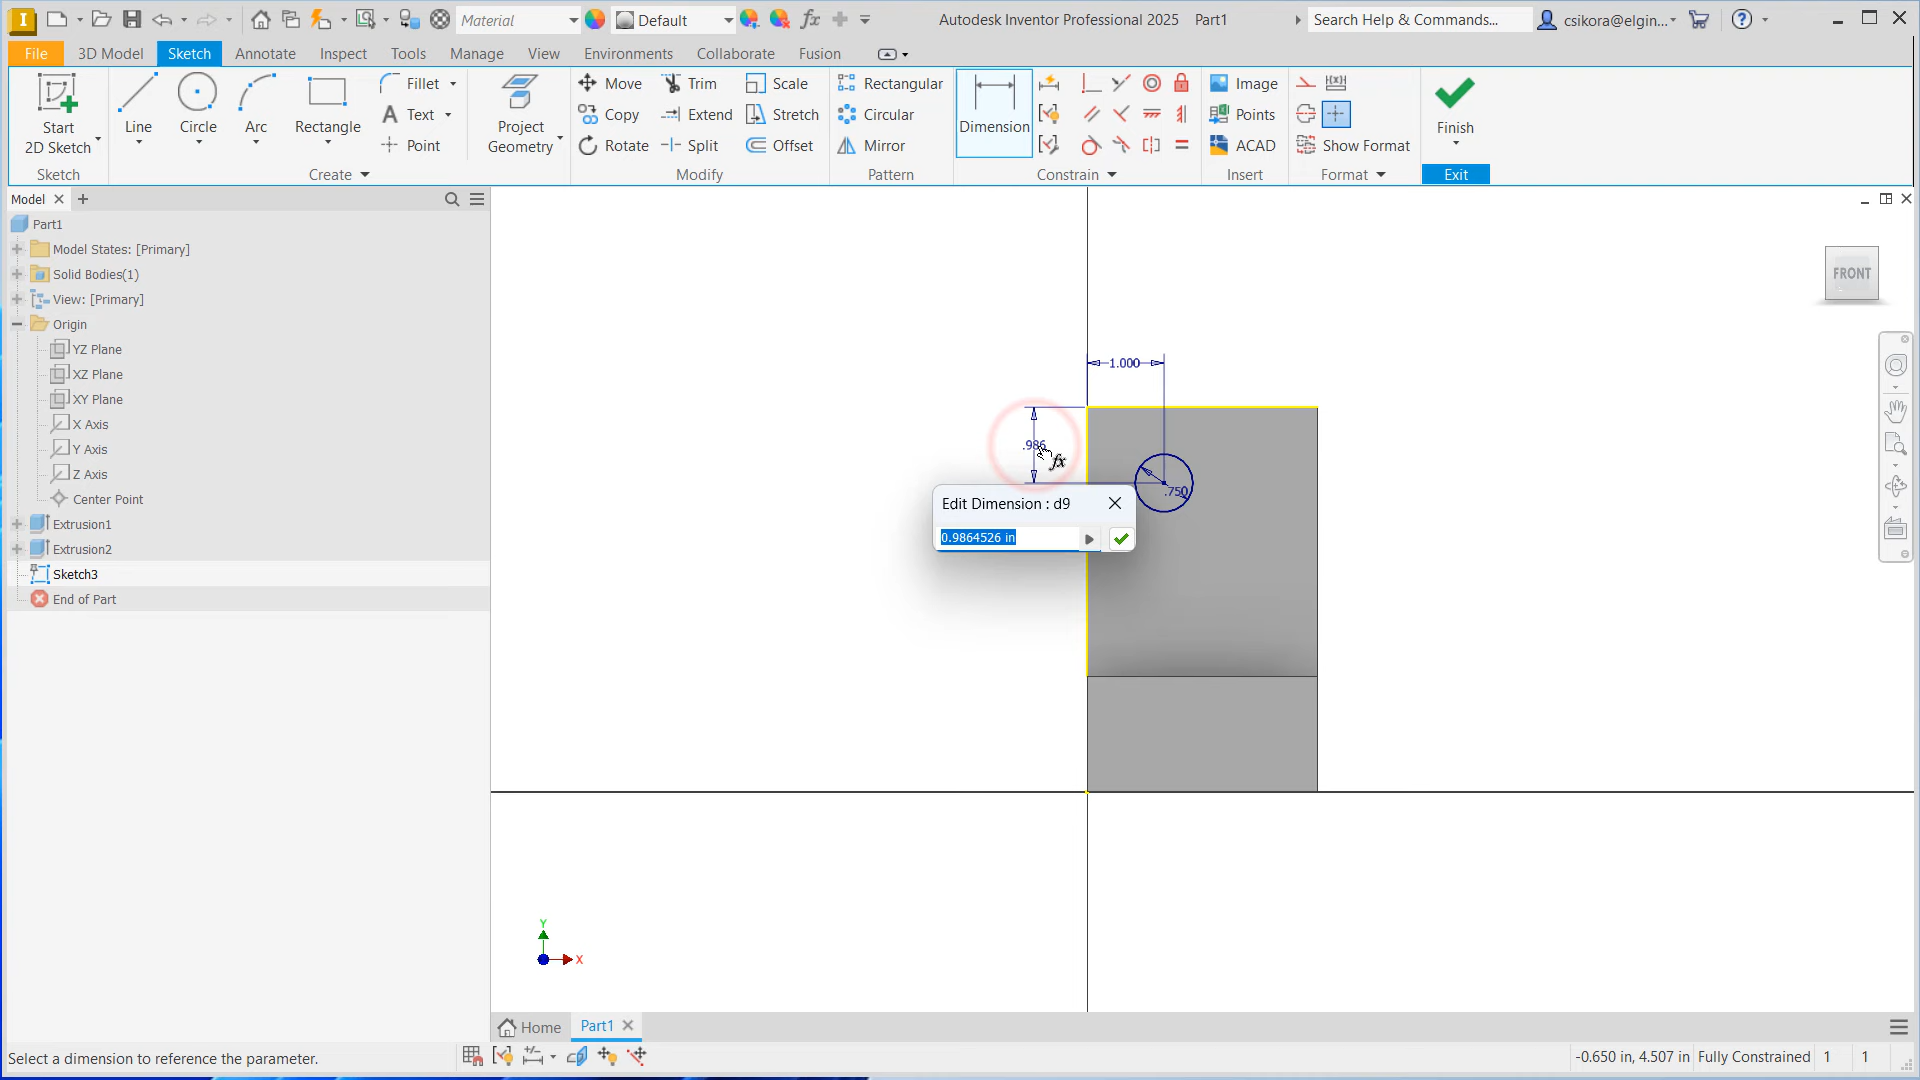 Material
Default
fx
Autodesk Inventor Professional 2025 Part1
Search Help & Commands...
csikora@elgin...
File 3D Model Sketch Annotate Inspect Tools Manage View Environments Collaborate Fusion
Start
2D Sketch
Line
Circle
Arc
Rectangle
Fillet
Text
Point
Project
Geometry
Move
Copy
Rotate
Trim
Extend
Split
Scale
Stretch
Offset
Rectangular
Circular
Mirror
Dimension
Image
Points
ACAD
Show Format
Finish
Sketch
Create
Modify
Pattern
Constrain
Insert
Format
Exit
Model
Part1
Model States: [Primary]
Solid Bodies(1)
View: [Primary]
Origin
YZ Plane
XZ Plane
XY Plane
X Axis
Y Axis
Z Axis
Center Point
Extrusion1
Extrusion2
Sketch3
End of Part
FRONT
1.000
.986
fx
.750
Edit Dimension : d9
0.9864526 in
Y
X
Home
Part1
Select a dimension to reference the parameter.
-0.650 in, 4.507 in Fully Constrained 1 1